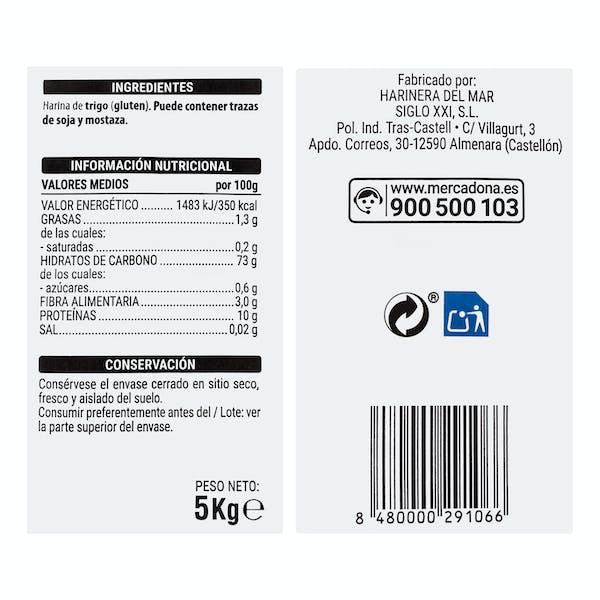 INGREDIENTES
Harina de trigo (gluten). Puede contener trazas
de soja y mostaza.
INFORMACIÓN NUTRICIONAL
VALORES MEDIOS por 100g
VALOR ENERGÉTICO .......... 1483 kJ/350 kcal
GRASAS ..................................... 1,3 g
de las cuales:
- saturadas ................................. 0,2 g
HIDRATOS DE CARBONO ................. 73 g
de los cuales:
- azúcares................................... 0,6 g
FIBRA ALIMENTARIA ..................... 3,0 g
PROTEÍNAS ................................ 10 g
SAL........................................ 0,02 g
CONSERVACIÓN
Consérvese el envase cerrado en sitio seco,
fresco y aislado del suelo.
Consumir preferentemente antes del / Lote: ver
la parte superior del envase.
PESO NETO:
5Kg e
Fabricado por:
HARINERA DEL MAR
SIGLO XXI, S.L.
Pol. Ind. Tras-Castell • C/ Villagurt, 3
Apdo. Correos, 30-12590 Almenara (Castellón)
www.mercadona.es
900 500 103
®
8 480000 291066